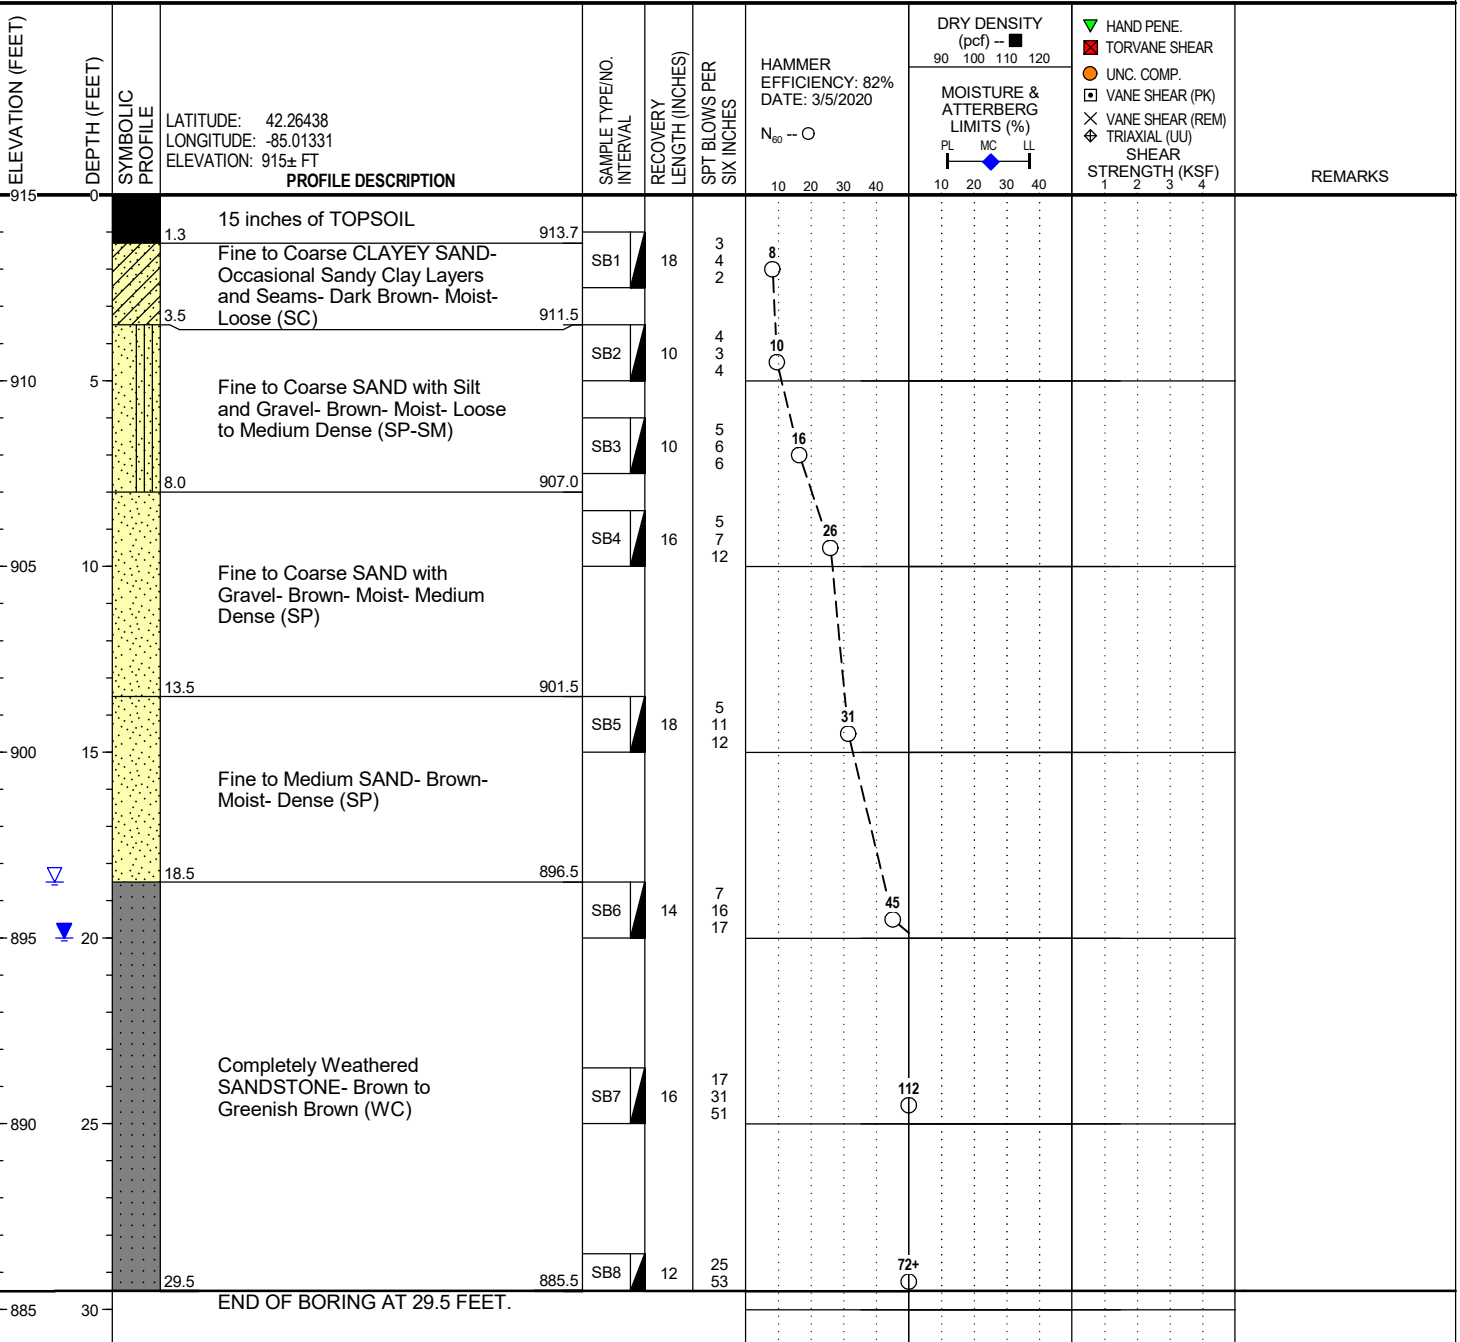 ELEVATION (FEET)
DEPTH (FEET)
SYMBOLIC
PROFILE
LATITUDE: 42.26438
LONGITUDE: -85.01331
ELEVATION: 915± FT
PROFILE DESCRIPTION
SAMPLE TYPE/NO.
INTERVAL
RECOVERY
LENGTH (INCHES)
SPT BLOWS PER
SIX INCHES
HAMMER
EFFICIENCY: 82%
DATE: 3/5/2020
N60 --
10 20 30 40
DRY DENSITY
(pcf) --
90 100 110 120
MOISTURE &
ATTERBERG
LIMITS (%)
PL MC LL
10 20 30 40
HAND PENE.
TORVANE SHEAR
UNC. COMP.
VANE SHEAR (PK)
VANE SHEAR (REM)
TRIAXIAL (UU)
SHEAR
STRENGTH (KSF)
1 2 3 4
REMARKS
915 0
15 inches of TOPSOIL
1.3 913.7
Fine to Coarse CLAYEY SAND-
Occasional Sandy Clay Layers
and Seams- Dark Brown- Moist-
Loose (SC)
3.5 911.5
SB1 18
3
4
2
8
SB2 10
4
3
4
10
910 5
Fine to Coarse SAND with Silt
and Gravel- Brown- Moist- Loose
to Medium Dense (SP-SM)
SB3 10
5
6
6
16
8.0 907.0
SB4 16
5
7
12
26
905 10
Fine to Coarse SAND with
Gravel- Brown- Moist- Medium
Dense (SP)
13.5 901.5
SB5 18
5
11
12
31
900 15
Fine to Medium SAND- Brown-
Moist- Dense (SP)
18.5 896.5
SB6 14
7
16
17
45
895 20
Completely Weathered
SANDSTONE- Brown to
Greenish Brown (WC)
SB7 16
17
31
51
112
890 25
SB8 12
25
53
72+
29.5 885.5
END OF BORING AT 29.5 FEET.
885 30